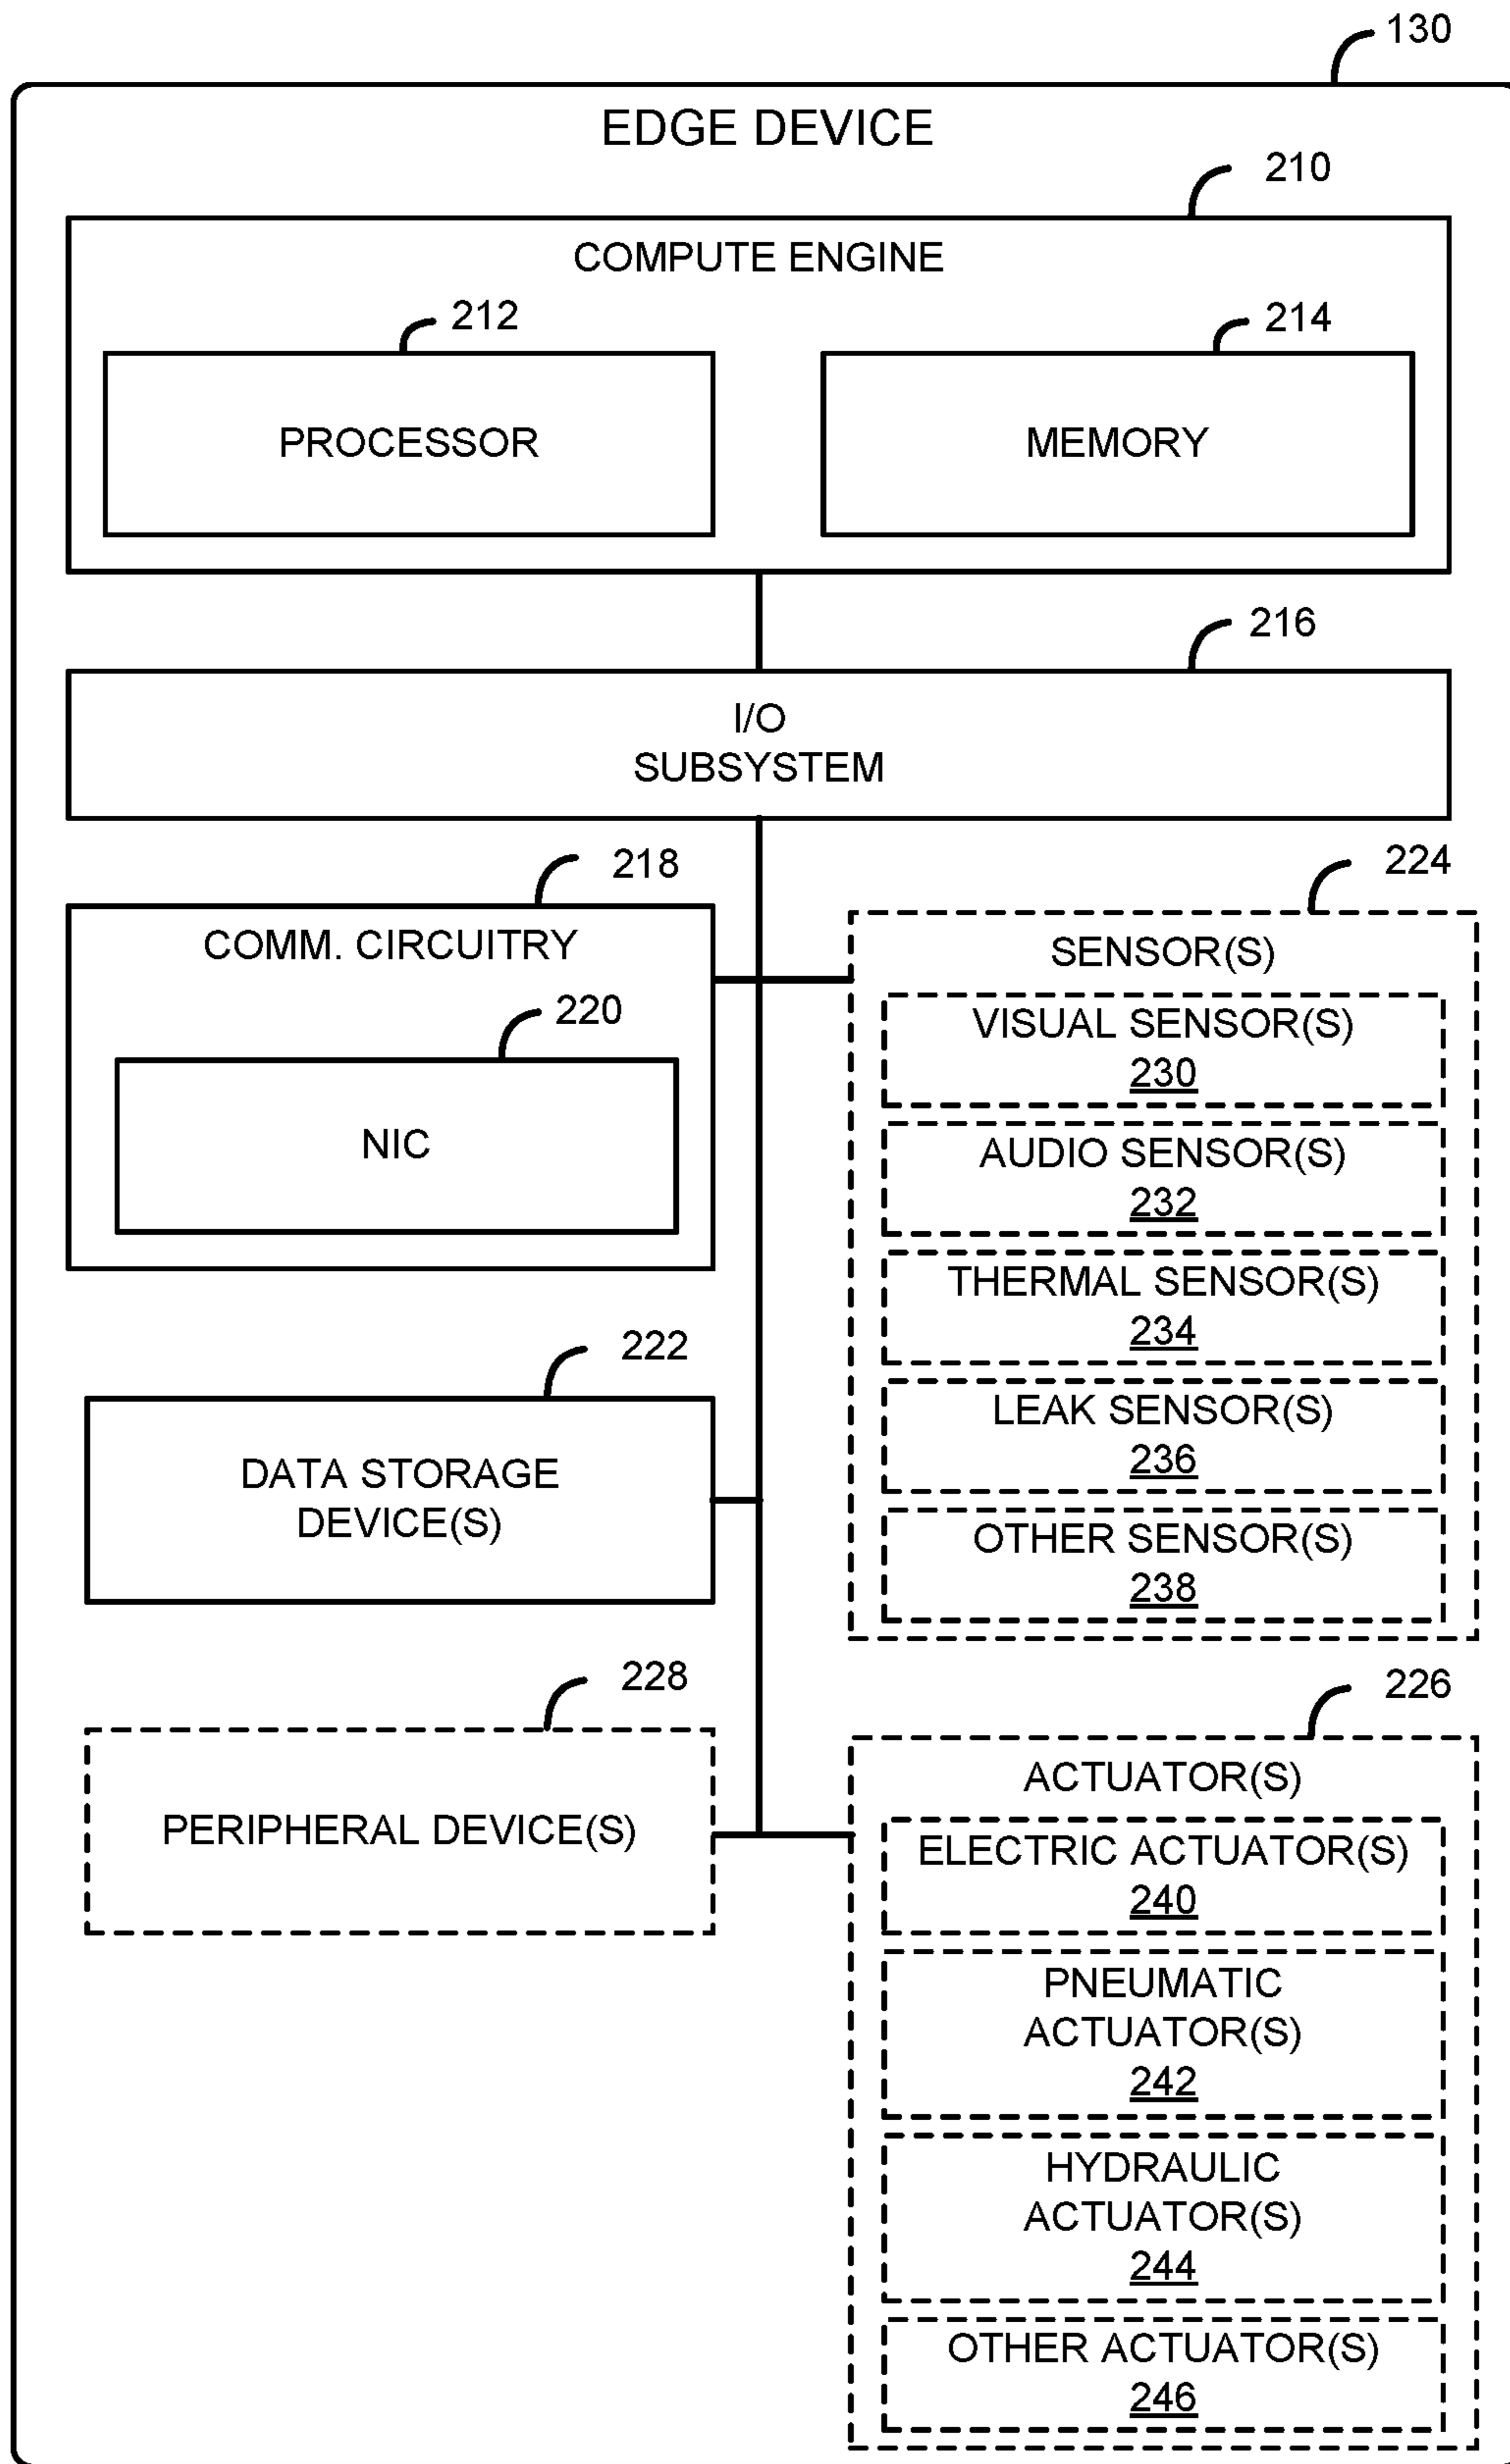 130
EDGE DEVICE
210
COMPUTE ENGINE
212
214
PROCESSOR
MEMORY
216
I/O
SUBSYSTEM
218
COMM. CIRCUITRY
220
NIC
222
DATA STORAGE
DEVICE(S)
228
PERIPHERAL DEVICE(S)
224
SENSOR(S)
VISUAL SENSOR(S)
230
AUDIO SENSOR(S)
232
THERMAL SENSOR(S)
234
LEAK SENSOR(S)
236
OTHER SENSOR(S)
238
226
ACTUATOR(S)
ELECTRIC ACTUATOR(S)
240
PNEUMATIC
ACTUATOR(S)
242
HYDRAULIC
ACTUATOR(S)
244
OTHER ACTUATOR(S)
246